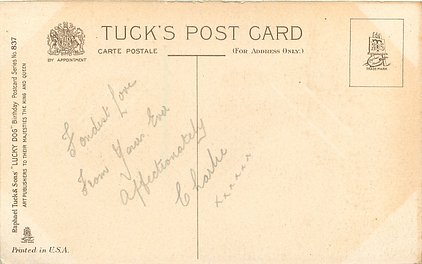 TUCK'S POST CARD
CARTE POSTALE
(FOR ADDRESS ONLY.)
BY APPOINTMENT
TRADE MARK
Raphael Tuck & Sons' "LUCKY DOG" Birthday Postcard Series No. 837
ART PUBLISHERS TO THEIR MAJESTIES THE KING AND QUEEN
Fondest Love
From Yours Ever
Affectionately
Charlie
xxxxxx
Printed in U.S.A.